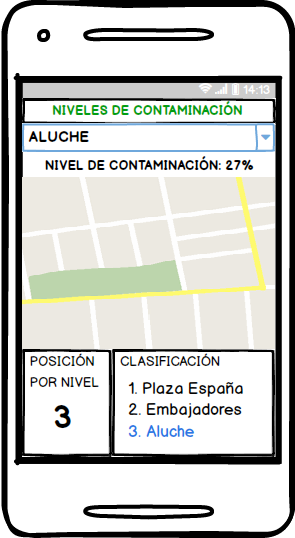 14:13
NIVELES DE CONTAMINACIÓN
ALUCHE
NIVEL DE CONTAMINACIÓN: 27%
POSICIÓN
POR NIVEL
3
CLASIFICACIÓN
1. Plaza España
2. Embajadores
3. Aluche